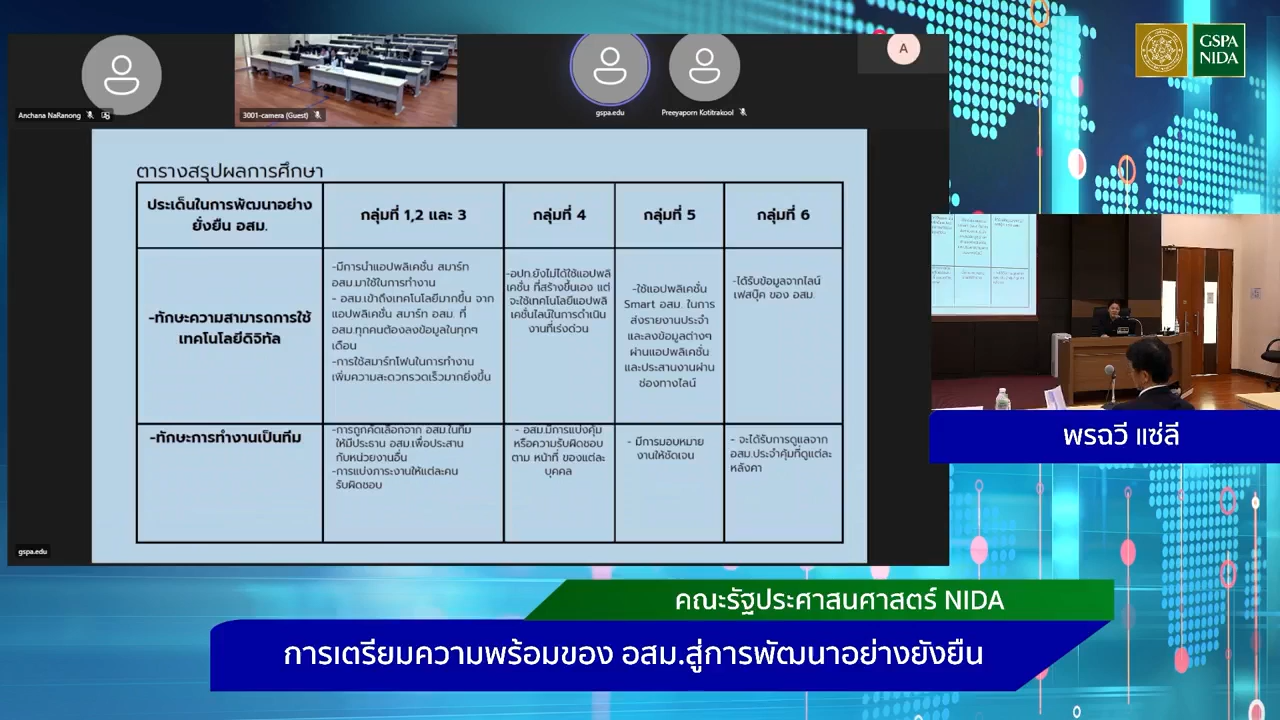 GSPA
NIDA
A
Anchana NaRanong
3001-camera (Guest)
gspa.edu
Preeyaporn Kotitrakool
ตารางสรุปผลการศึกษา
ประเด็นในการพัฒนาอย่าง
ยั่งยืน อสม.
กลุ่มที่ 1,2 และ 3
กลุ่มที่ 4
กลุ่มที่ 5
กลุ่มที่ 6
-ทักษะความสามารถการใช้
เทคโนโลยีดิจิทัล
-มีการนำแอปพลิเคชั่น สมาร์ท
อสม.มาใช้ในการทำงาน
- อสม.เข้าถึงเทคโนโลยีมากขึ้น จาก
แอปพลิเคชั่น สมาร์ท อสม. ที่
อสม.ทุกคนต้องลงข้อมูลในทุกๆ
เดือน
-การใช้สมาร์ทโฟนในการทำงาน
เพิ่มความสะดวกรวดเร็วมากยิ่งขึ้น
-อปท.ยังไม่ได้ใช้แอปพลิ
เคชั่น ที่สร้างขึ้นเอง แต่
จะใช้เทคโนโลยีแอปพลิ
เคชั่นไลน์ในการดำเนิน
งานที่เร่งด่วน
-ใช้แอปพลิเคชั่น
Smart อสม. ในการ
ส่งรายงานประจำ
และลงข้อมูลต่างๆ
ผ่านแอปพลิเคชั่น
และประสานงานผ่าน
ช่องทางไลน์
-ได้รับข้อมูลจากไลน์
เฟสบุ๊ค ของ อสม.
-ทักษะการทำงานเป็นทีม
-การถูกคัดเลือกจาก อสม.ในทีม
ให้มีประธาน อสม.เพื่อประสาน
กับหน่วยงานอื่น
-การแบ่งภาระงานให้แต่ละคน
รับผิดชอบ
- อสม.มีการแบ่งคุ้ม
หรือความรับผิดชอบ
ตาม หน้าที่ ของแต่ละ
บุคคล
- มีการมอบหมาย
งานให้ชัดเจน
- จะได้รับการดูแลจาก
อสม.ประจำคุ้มที่ดูแต่ละ
หลังคา
gspa.edu
พรฉวี แซ่ลี
คณะรัฐประศาสนศาสตร์ NIDA
การเตรียมความพร้อมของ อสม.สู่การพัฒนาอย่างยังยืน